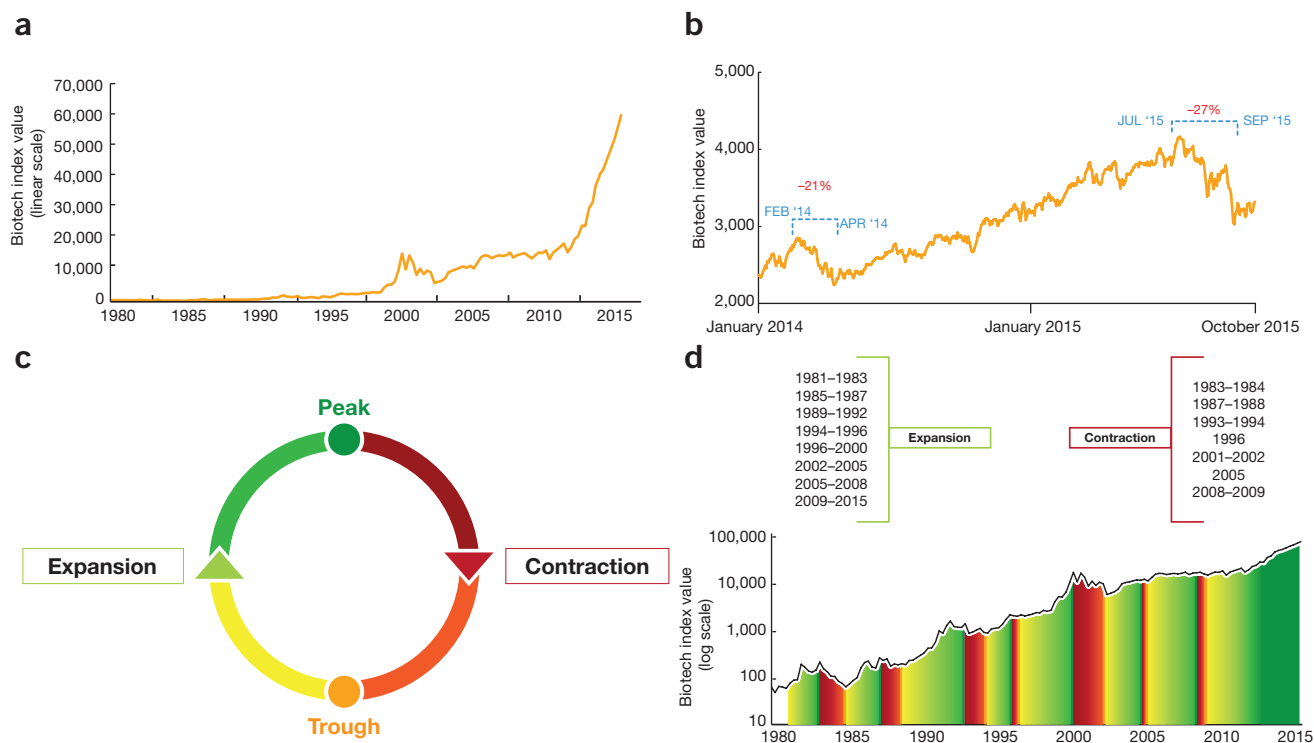 a
70,000
60,000
50,000
40,000
30,000
20,000
10,000
0
Biotech index value
(linear scale)
1980 1985 1990 1995 2000 2005 2010 2015
b
5,000
4,000
3,000
2,000
Biotech index value
–27%
JUL ‘15 SEP ‘15
–21%
FEB ‘14
APR ‘14
January 2014 January 2015 October 2015
c
Peak
Expansion
Contraction
Trough
d
1981–1983
1985–1987
1989–1992
1994–1996
1996–2000
2002–2005
2005–2008
2009–2015
Expansion
Contraction
1983–1984
1987–1988
1993–1994
1996
2001–2002
2005
2008–2009
100,000
10,000
1,000
100
10
Biotech index value
(log scale)
1980 1985 1990 1995 2000 2005 2010 2015